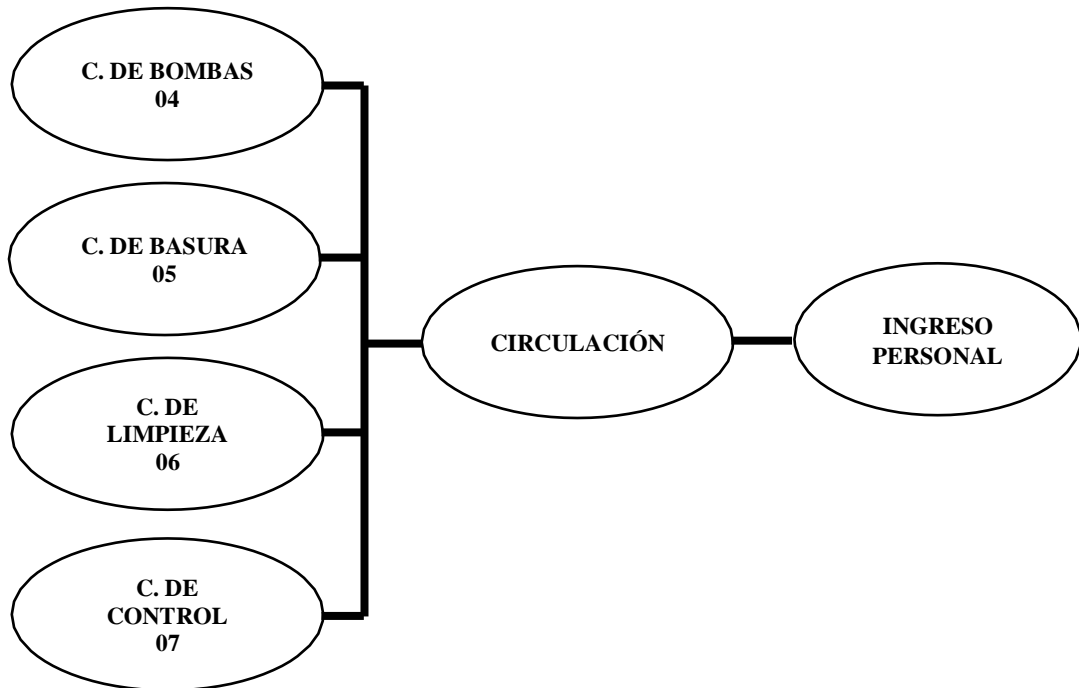 C. DE BOMBAS
04
C. DE BASURA
05
C. DE
LIMPIEZA
06
C. DE
CONTROL
07
CIRCULACIÓN
INGRESO
PERSONAL